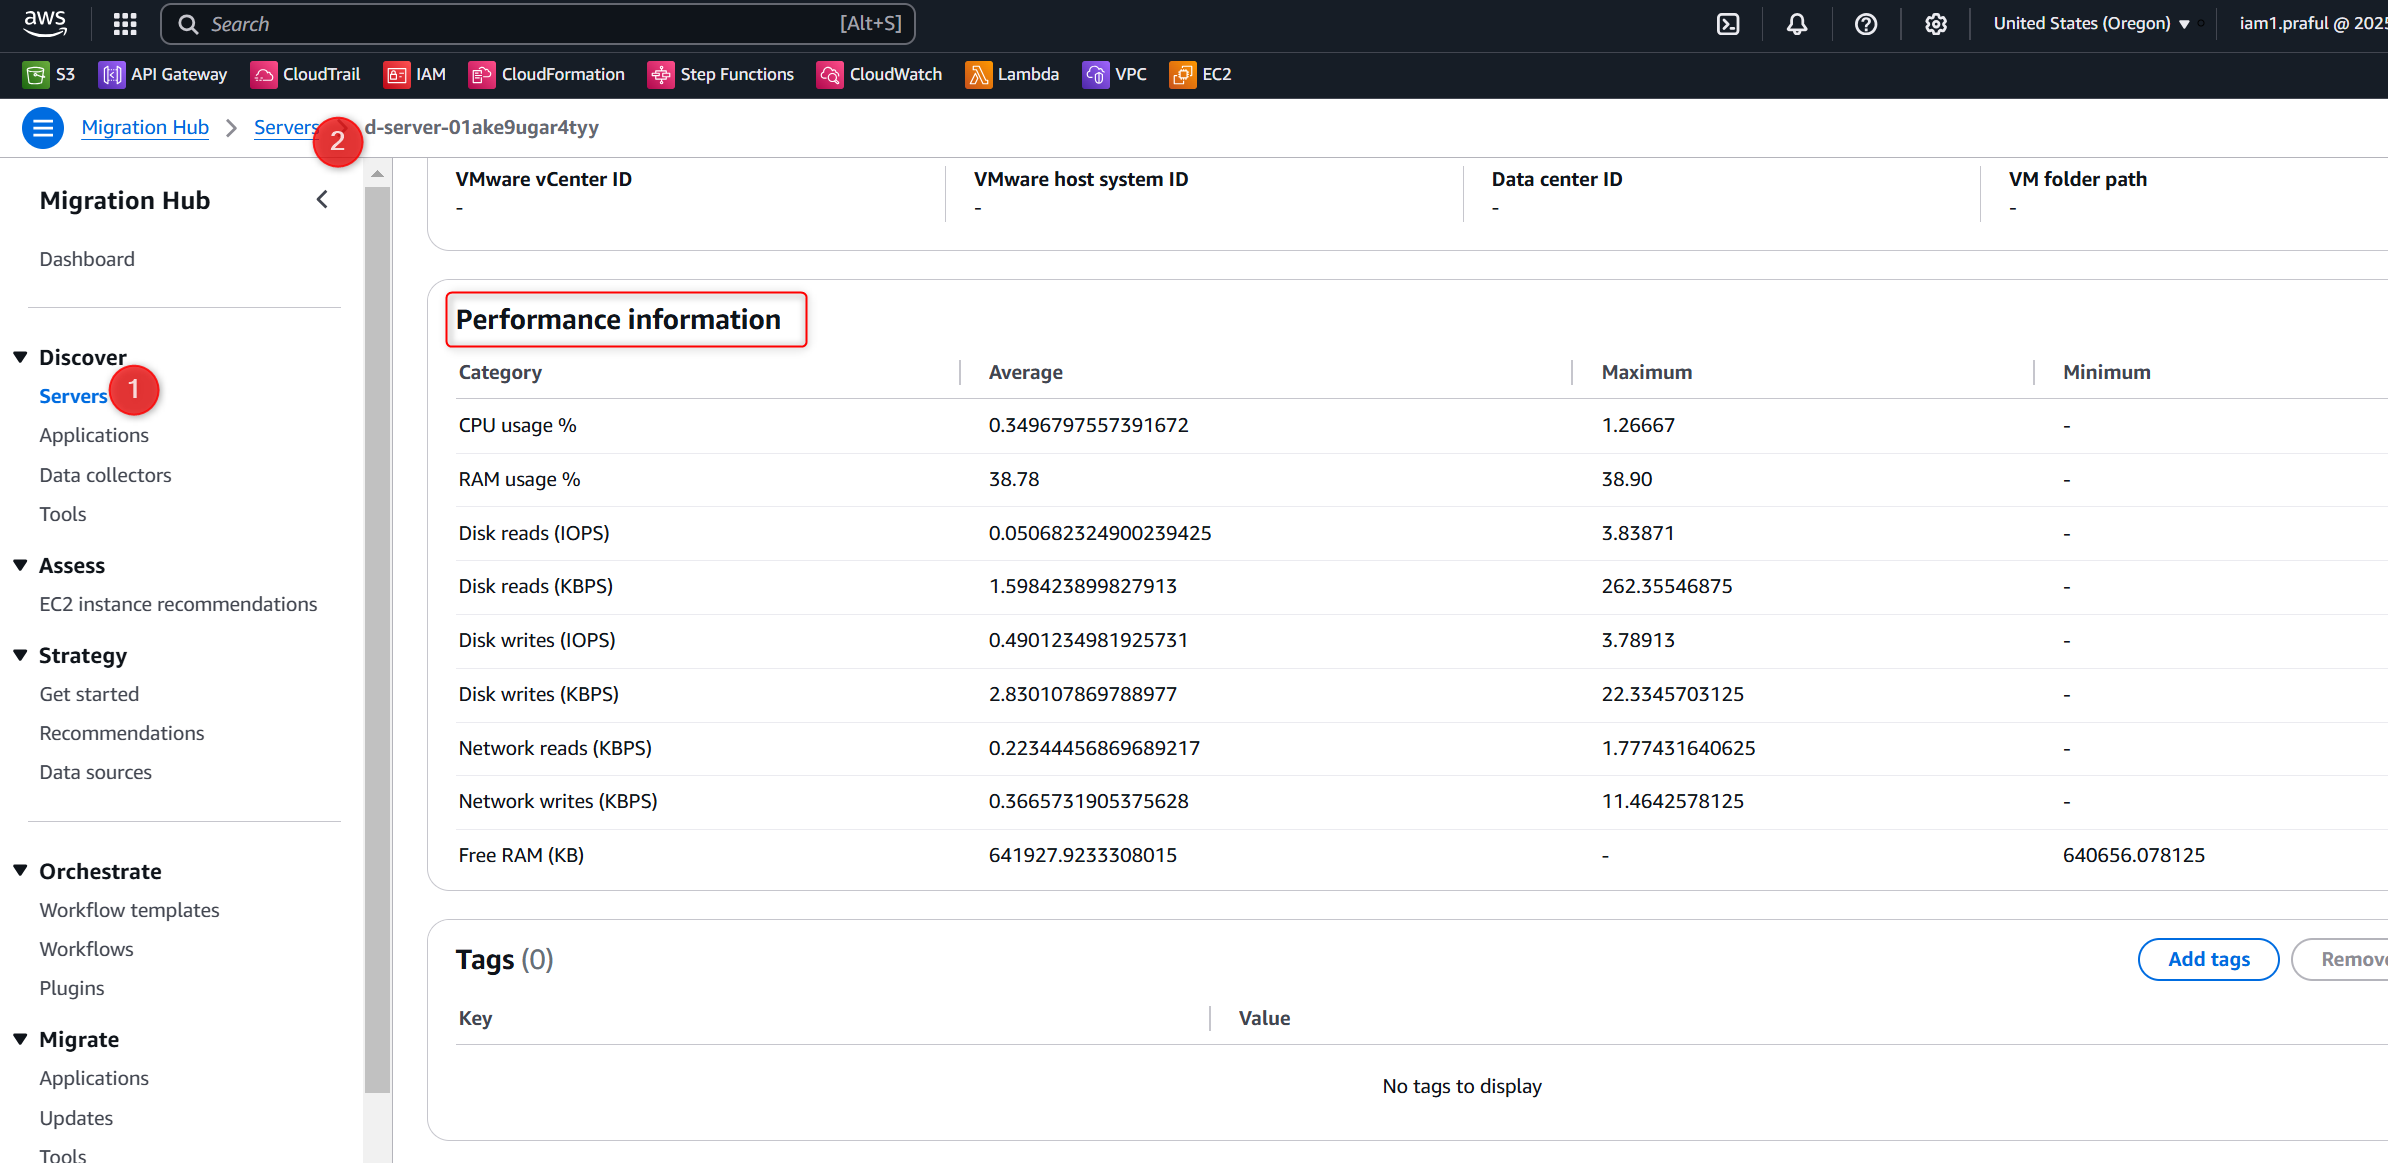 aws
Search [Alt+S]
United States (Oregon) ▼
iam1.praful @ 2025
S3 API Gateway CloudTrail IAM CloudFormation Step Functions CloudWatch Lambda VPC EC2
Migration Hub > Servers 2 d-server-01ake9ugar4tyy
Migration Hub
Dashboard
Discover
Servers 1
Applications
Data collectors
Tools
Assess
EC2 instance recommendations
Strategy
Get started
Recommendations
Data sources
Orchestrate
Workflow templates
Workflows
Plugins
Migrate
Applications
Updates
Tools
VMware vCenter ID VMware host system ID Data center ID VM folder path
- - - -
Performance information
Category Average Maximum Minimum
CPU usage % 0.3496797557391672 1.26667 -
RAM usage % 38.78 38.90 -
Disk reads (IOPS) 0.050682324900239425 3.83871 -
Disk reads (KBPS) 1.598423899827913 262.35546875 -
Disk writes (IOPS) 0.4901234981925731 3.78913 -
Disk writes (KBPS) 2.830107869788977 22.3345703125 -
Network reads (KBPS) 0.22344456869689217 1.777431640625 -
Network writes (KBPS) 0.3665731905375628 11.4642578125 -
Free RAM (KB) 641927.9233308015 - 640656.078125
Tags (0)
Add tags Remove
Key Value
No tags to display